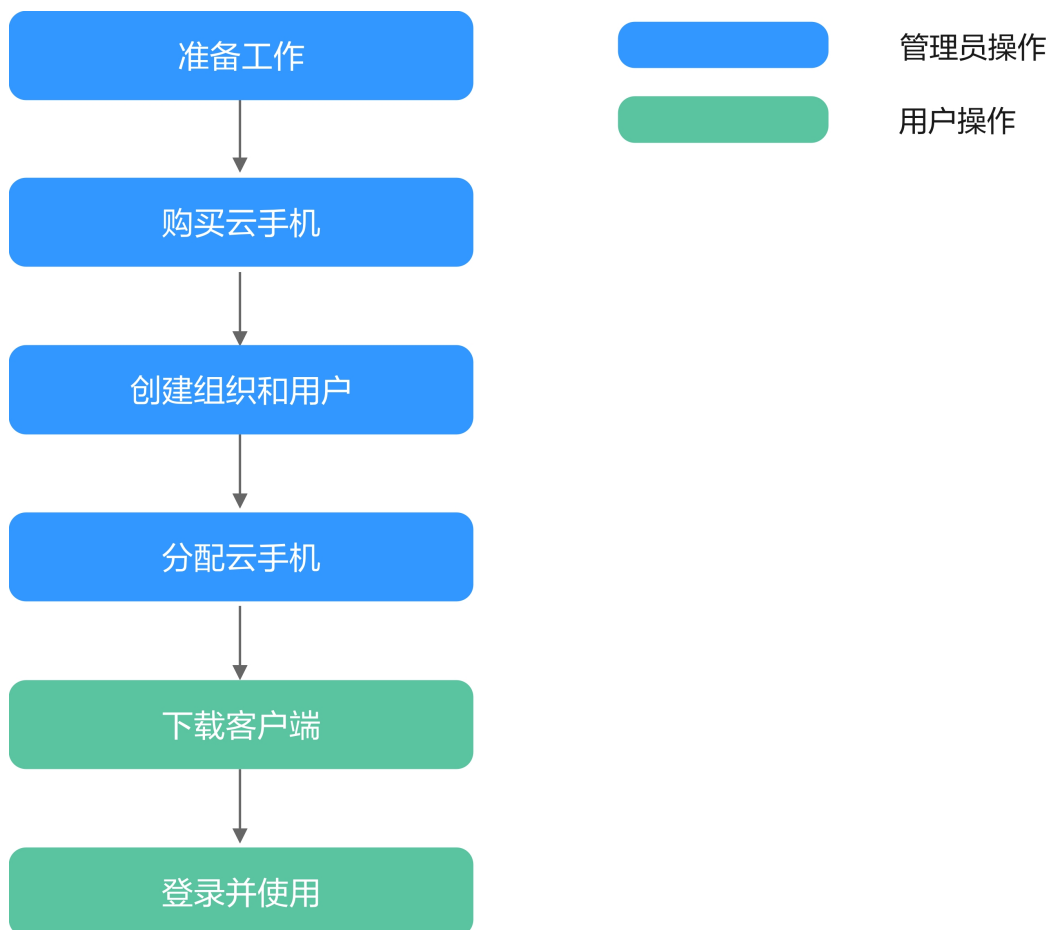 准备工作
管理员操作
用户操作
购买云手机
创建组织和用户
分配云手机
下载客户端
登录并使用